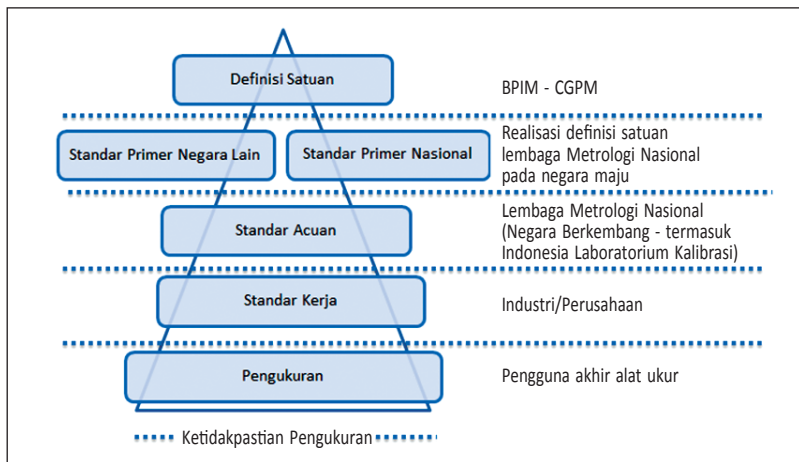 Definisi Satuan
BPIM - CGPM
Standar Primer Negara Lain
Standar Primer Nasional
Realisasi definisi satuan
lembaga Metrologi Nasional
pada negara maju
Standar Acuan
Lembaga Metrologi Nasional
(Negara Berkembang - termasuk
Indonesia Laboratorium Kalibrasi)
Standar Kerja
Industri/Perusahaan
Pengukuran
Pengguna akhir alat ukur
Ketidakpastian Pengukuran